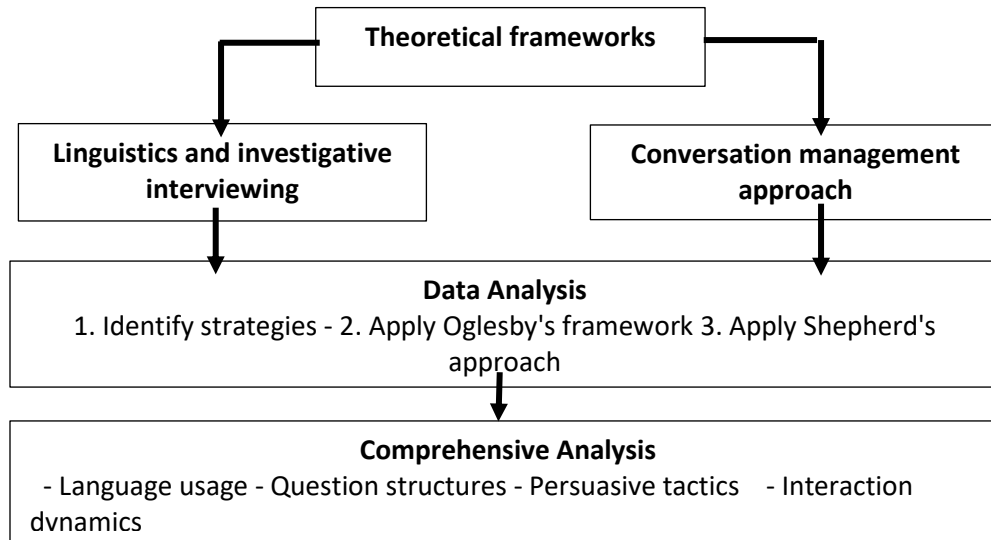 Theoretical frameworks
Linguistics and investigative
interviewing
Conversation management
approach
Data Analysis
1. Identify strategies - 2. Apply Oglesby's framework 3. Apply Shepherd's
approach
Comprehensive Analysis
- Language usage - Question structures - Persuasive tactics - Interaction
dynamics